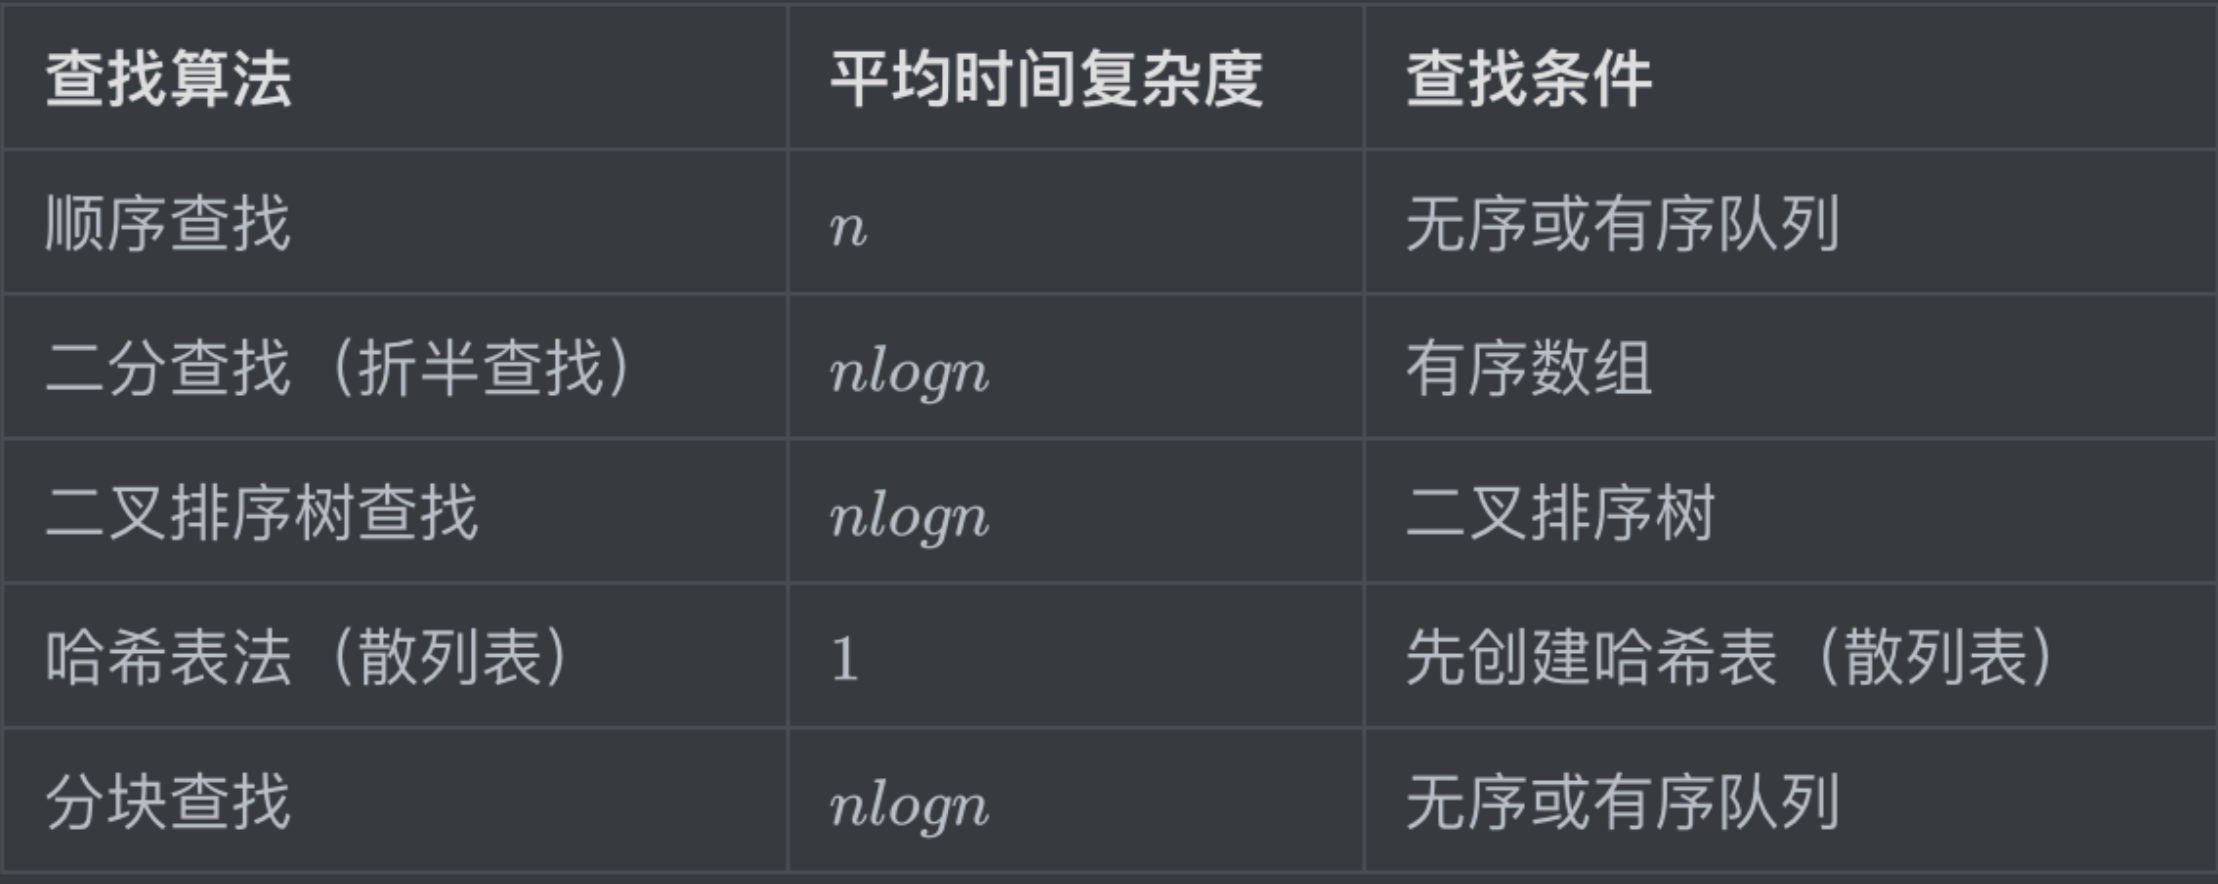 查找算法 平均时间复杂度 查找条件
顺序查找 n 无序或有序队列
二分查找（折半查找） nlogn 有序数组
二叉排序树查找 nlogn 二叉排序树
哈希表法（散列表） 1 先创建哈希表（散列表）
分块查找 nlogn 无序或有序队列